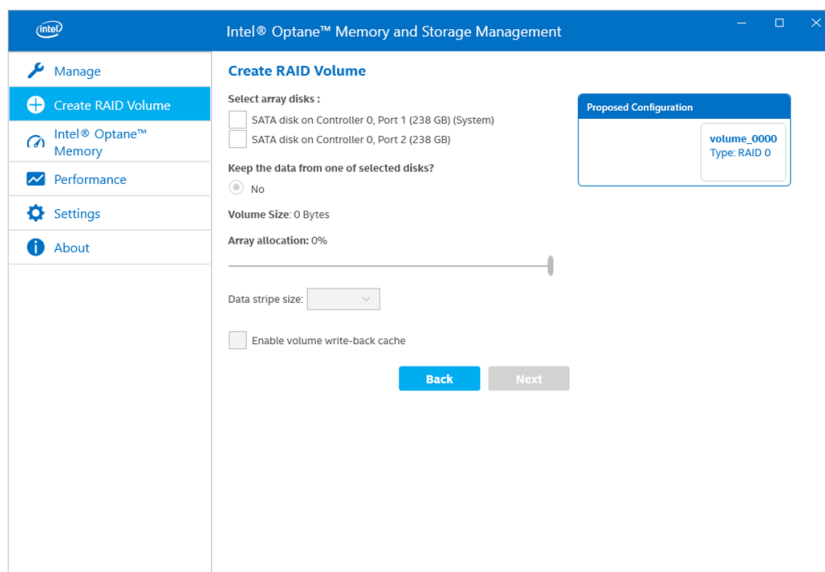 intel
Intel® Optane™ Memory and Storage Management
Manage
Create RAID Volume
Intel® Optane™
Memory
Performance
Settings
About
Create RAID Volume
Select array disks :
SATA disk on Controller 0, Port 1 (238 GB) (System)
SATA disk on Controller 0, Port 2 (238 GB)
Keep the data from one of selected disks?
No
Volume Size: 0 Bytes
Array allocation: 0%
Data stripe size:
Enable volume write-back cache
Back
Next
Proposed Configuration
volume_0000
Type: RAID 0